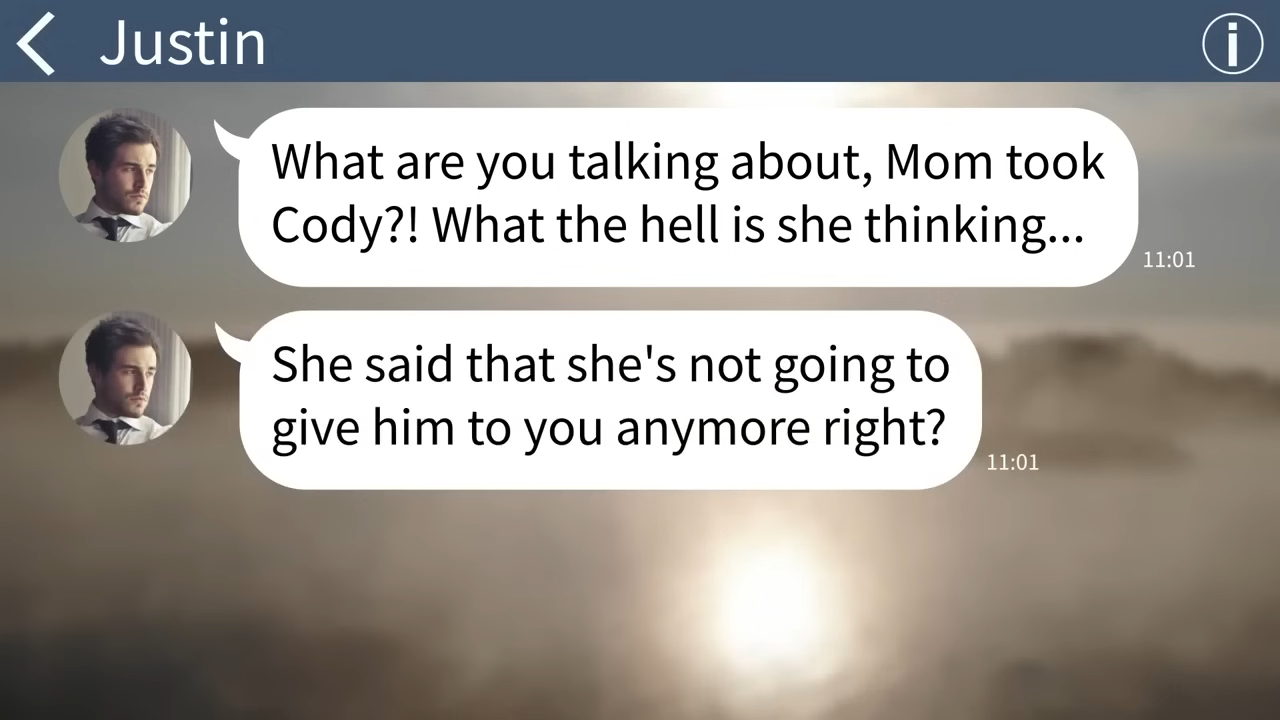 Justin
What are you talking about, Mom took
Cody?! What the hell is she thinking...
11:01
She said that she's not going to
give him to you anymore right?
11:01